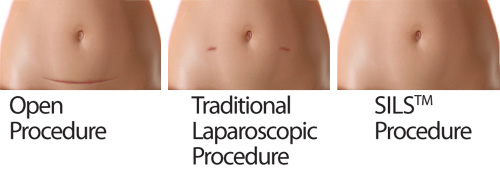 Open
Procedure
Traditional
Laparoscopic
Procedure
SILS™
Procedure